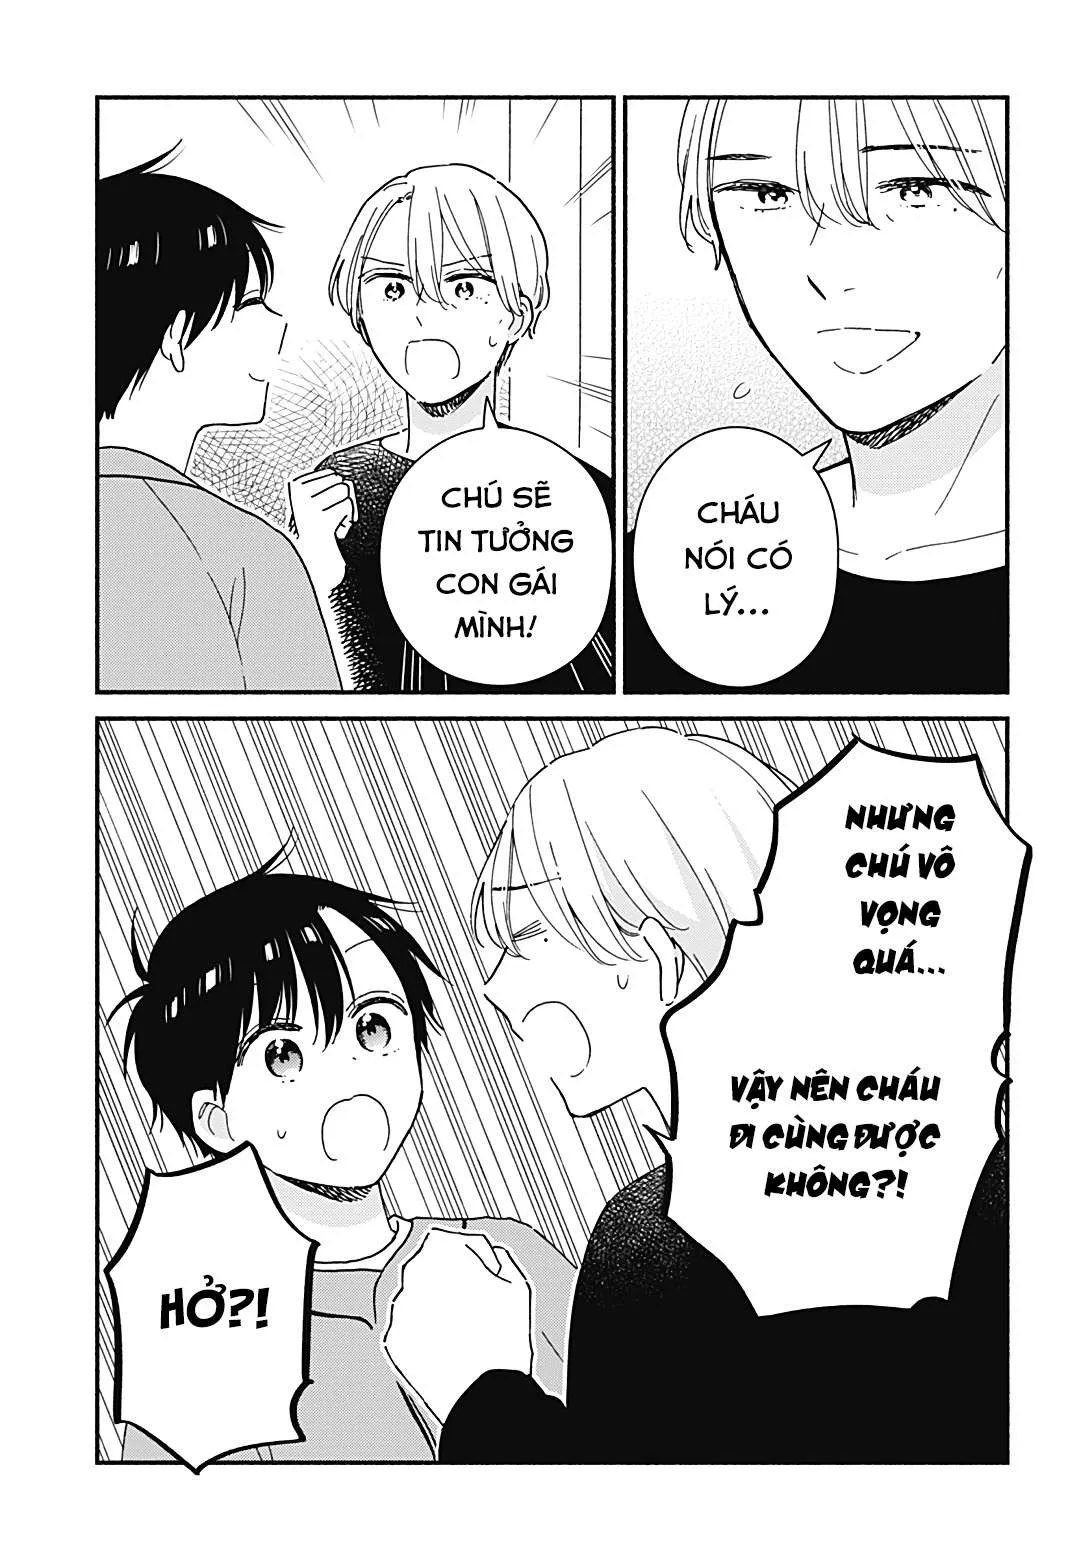 CHÁU
NÓI CÓ
LÝ...
CHÚ SẼ
TIN TƯỞNG
CON GÁI
MÌNH!
NHƯNG
CHÚ VÔ
VỌNG
QUÁ...
VẬY NÊN CHÁU
ĐI CÙNG ĐƯỢC
KHÔNG?!
HỞ?!